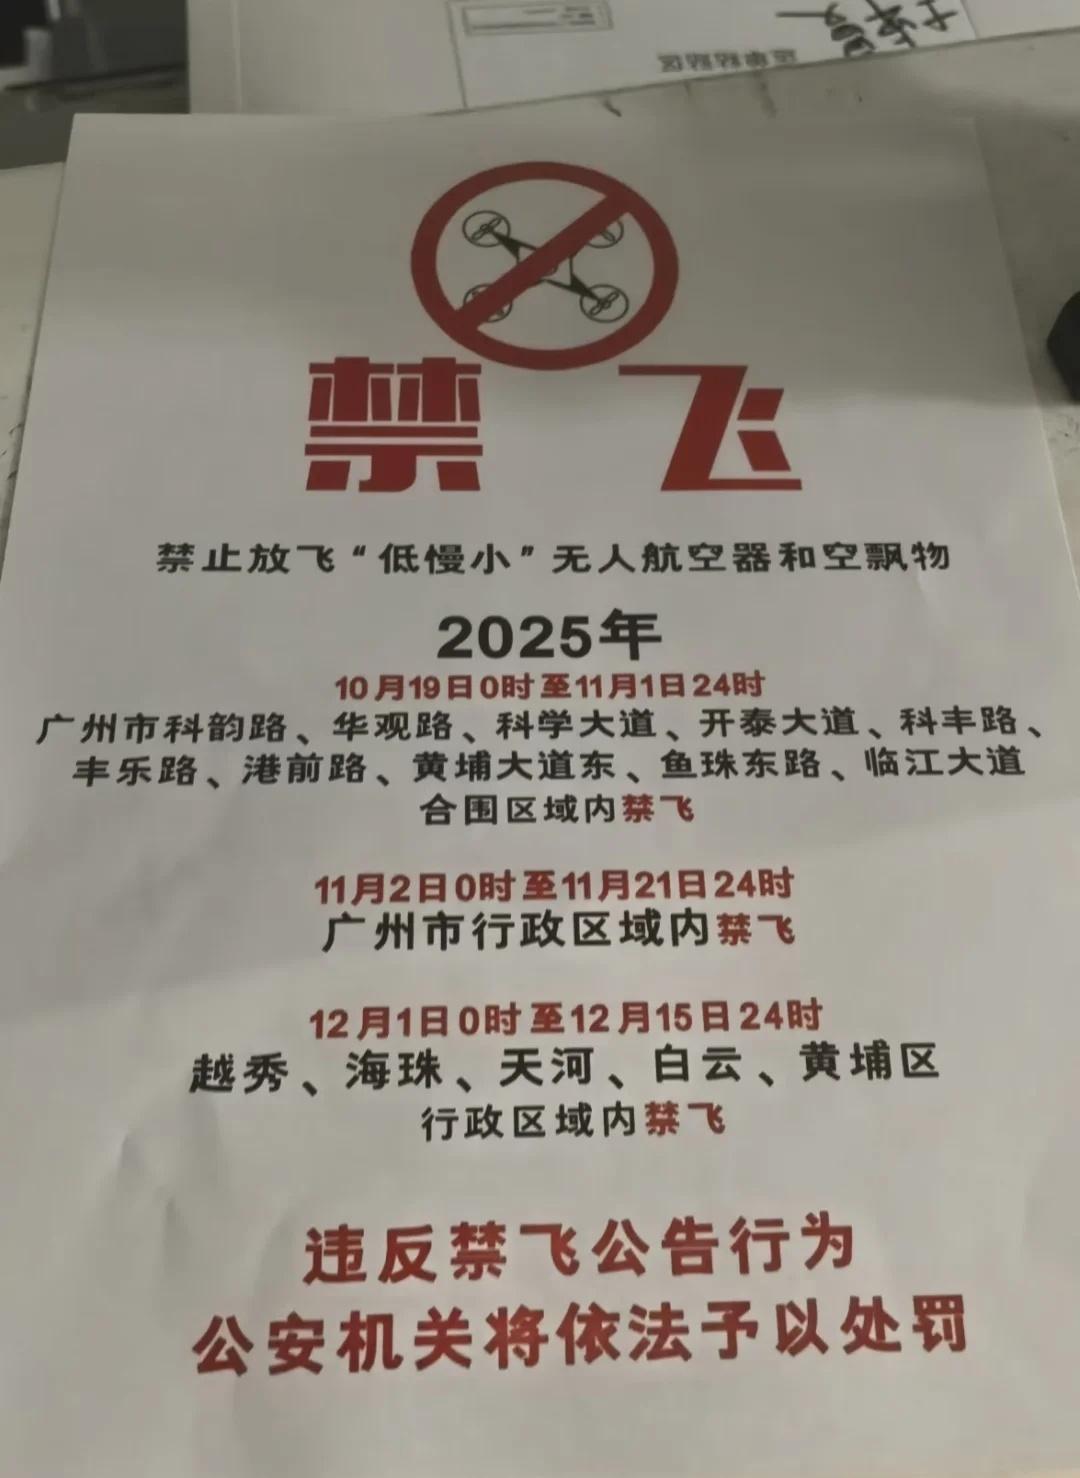 禁飞
禁止放飞“低慢小”无人航空器和空飘物
2025年
10月19日0时至11月1日24时
广州市科韵路、华观路、科学大道、开泰大道、科丰路、
丰乐路、港前路、黄埔大道东、鱼珠东路、临江大道
合围区域内禁飞
11月2日0时至11月21日24时
广州市行政区域内禁飞
12月1日0时至12月15日24时
越秀、海珠、天河、白云、黄埔区
行政区域内禁飞
违反禁飞公告行为
公安机关将依法予以处罚